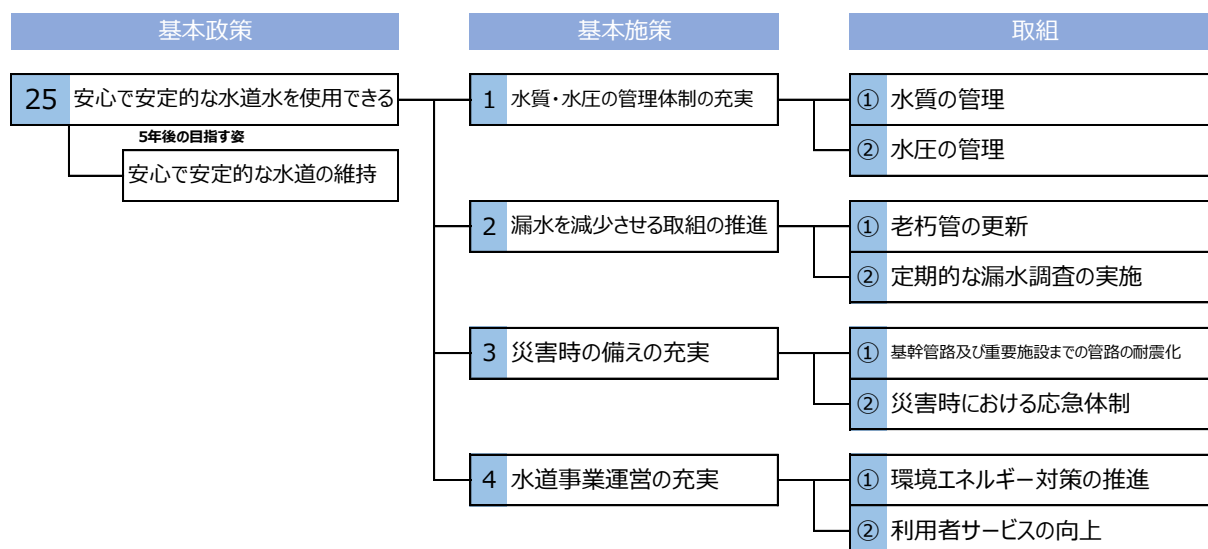 基本政策
基本施策
取組
25 安心で安定的な水道水を使用できる
5年後の目指す姿
安心で安定的な水道の維持
1 水質・水圧の管理体制の充実
① 水質の管理
② 水圧の管理
2 漏水を減少させる取組の推進
① 老朽管の更新
② 定期的な漏水調査の実施
3 災害時の備えの充実
① 基幹管路及び重要施設までの管路の耐震化
② 災害時における応急体制
4 水道事業運営の充実
① 環境エネルギー対策の推進
② 利用者サービスの向上